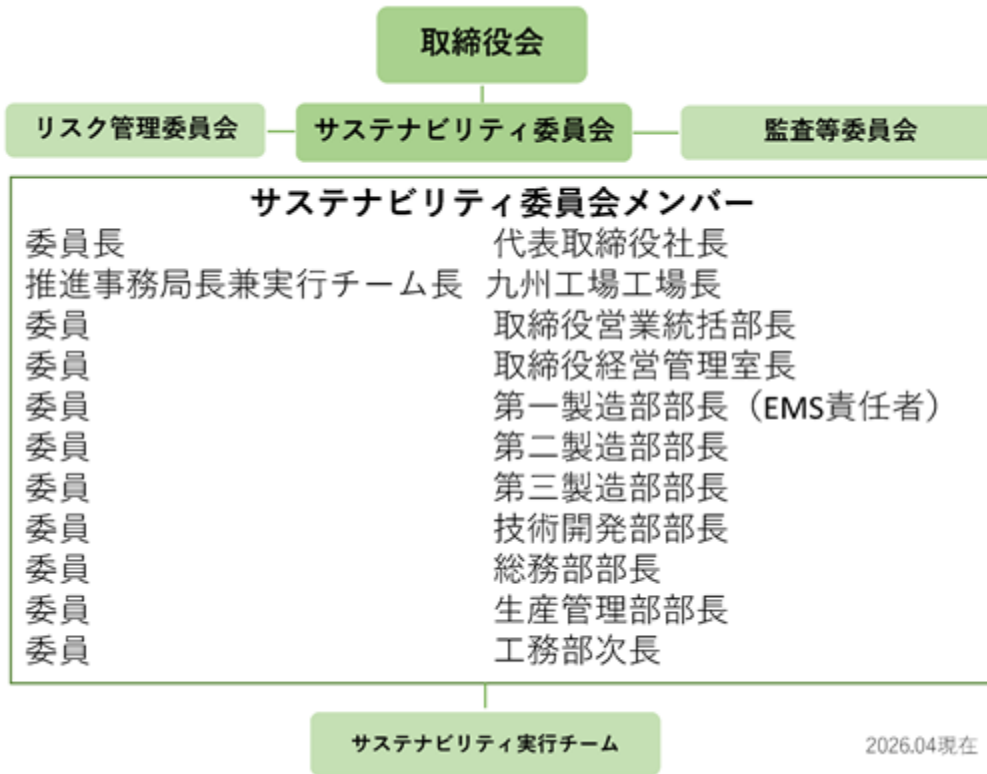 取締役会
リスク管理委員会 サステナビリティ委員会 監査等委員会
サステナビリティ委員会メンバー
委員長 代表取締役社長
推進事務局長兼実行チーム長 九州工場工場長
委員 取締役営業統括部長
委員 取締役経営管理室長
委員 第一製造部部長（EMS責任者）
委員 第二製造部部長
委員 第三製造部部長
委員 技術開発部部長
委員 総務部部長
委員 生産管理部部長
委員 工務部次長
サステナビリティ実行チーム
2026.04現在